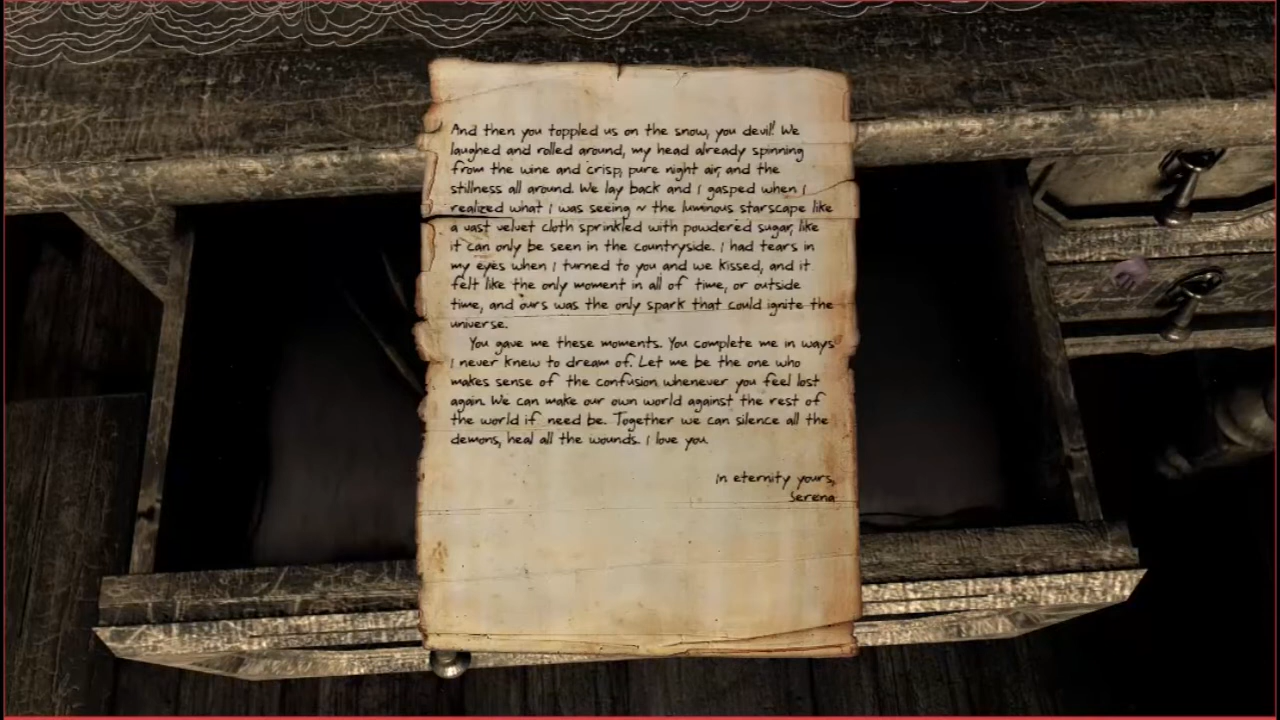 And then you toppled us on the snow, you devil! We
laughed and rolled around, my head already spinning
from the wine and crisp, pure night air, and the
stillness all around. We lay back and I gasped when I
realized what I was seeing ~ the luminous starscape like
a vast velvet cloth sprinkled with powdered sugar, like
it can only be seen in the countryside. I had tears in
my eyes when I turned to you and we kissed, and it
felt like the only moment in all of time, or outside
time, and ours was the only spark that could ignite the
universe.
You gave me these moments. You complete me in ways
I never knew to dream of. Let me be the one who
makes sense of the confusion whenever you feel lost
again. We can make our own world against the rest of
the world if need be. Together we can silence all the
demons, heal all the wounds. I love you.
In eternity yours,
Serena